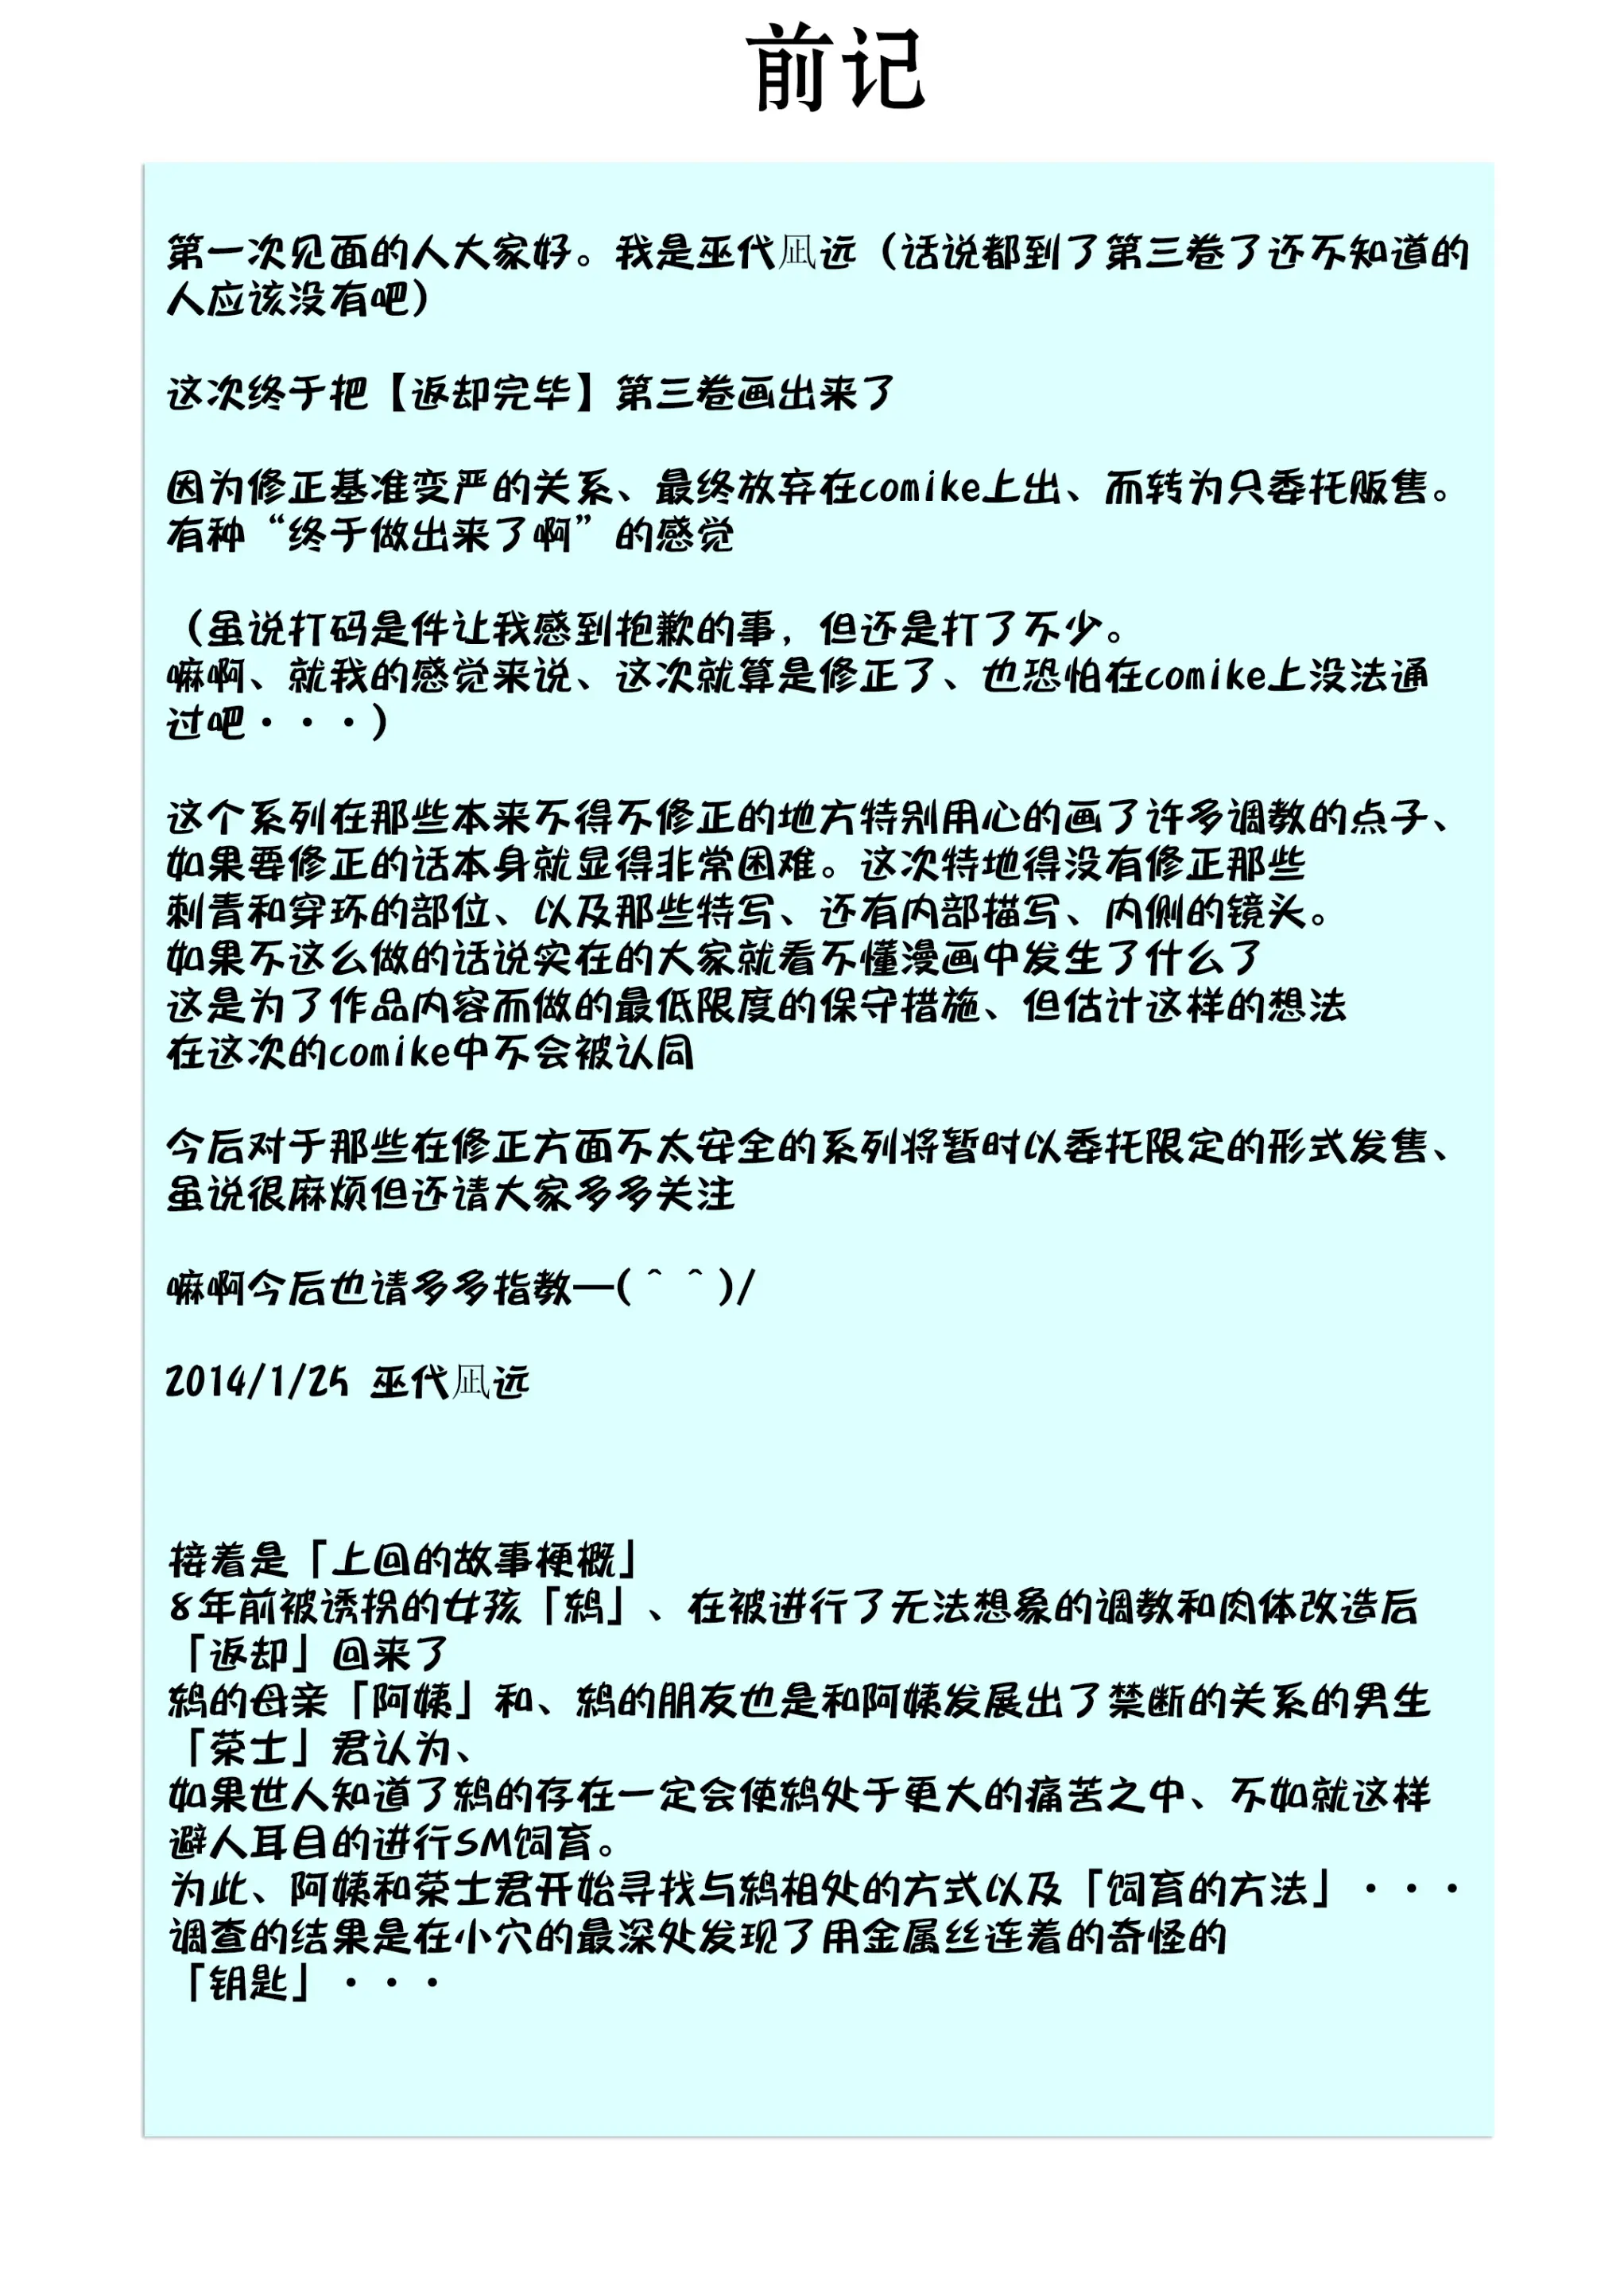 前记
第一次见面的人大家好。我是巫代凪远（话说都到了第三卷了还不知道的
人应该没有吧）
这次终于把【返却完毕】第三卷画出来了
因为修正基准变严的关系、最终放弃在comike上出、而转为只委托贩售。
有种“终于做出来了啊”的感觉
（虽说打码是件让我感到抱歉的事，但还是打了不少。
嘛啊、就我的感觉来说、这次就算是修正了、也恐怕在comike上没法通
过吧・・・）
这个系列在那些本来不得不修正的地方特别用心的画了许多调教的点子、
如果要修正的话本身就显得非常困难。这次特地得没有修正那些
刺青和穿环的部位、以及那些特写、还有内部描写、内侧的镜头。
如果不这么做的话说实在的大家就看不懂漫画中发生了什么了
这是为了作品内容而做的最低限度的保守措施、但估计这样的想法
在这次的comike中不会被认同
今后对于那些在修正方面不太安全的系列将暂时以委托限定的形式发售、
虽说很麻烦但还请大家多多关注
嘛啊今后也请多多指教—(＾＾)/
2014/1/25 巫代凪远
接着是「上回的故事梗概」
8年前被诱拐的女孩「鹀」、在被进行了无法想象的调教和肉体改造后
「返却」回来了
鹀的母亲「阿姨」和、鹀的朋友也是和阿姨发展出了禁断的关系的男生
「荣士」君认为、
如果世人知道了鹀的存在一定会使鹀处于更大的痛苦之中、不如就这样
避人耳目的进行SM饲育。
为此、阿姨和荣士君开始寻找与鹀相处的方式以及「饲育的方法」・・・
调查的结果是在小穴的最深处发现了用金属丝连着的奇怪的
「钥匙」・・・